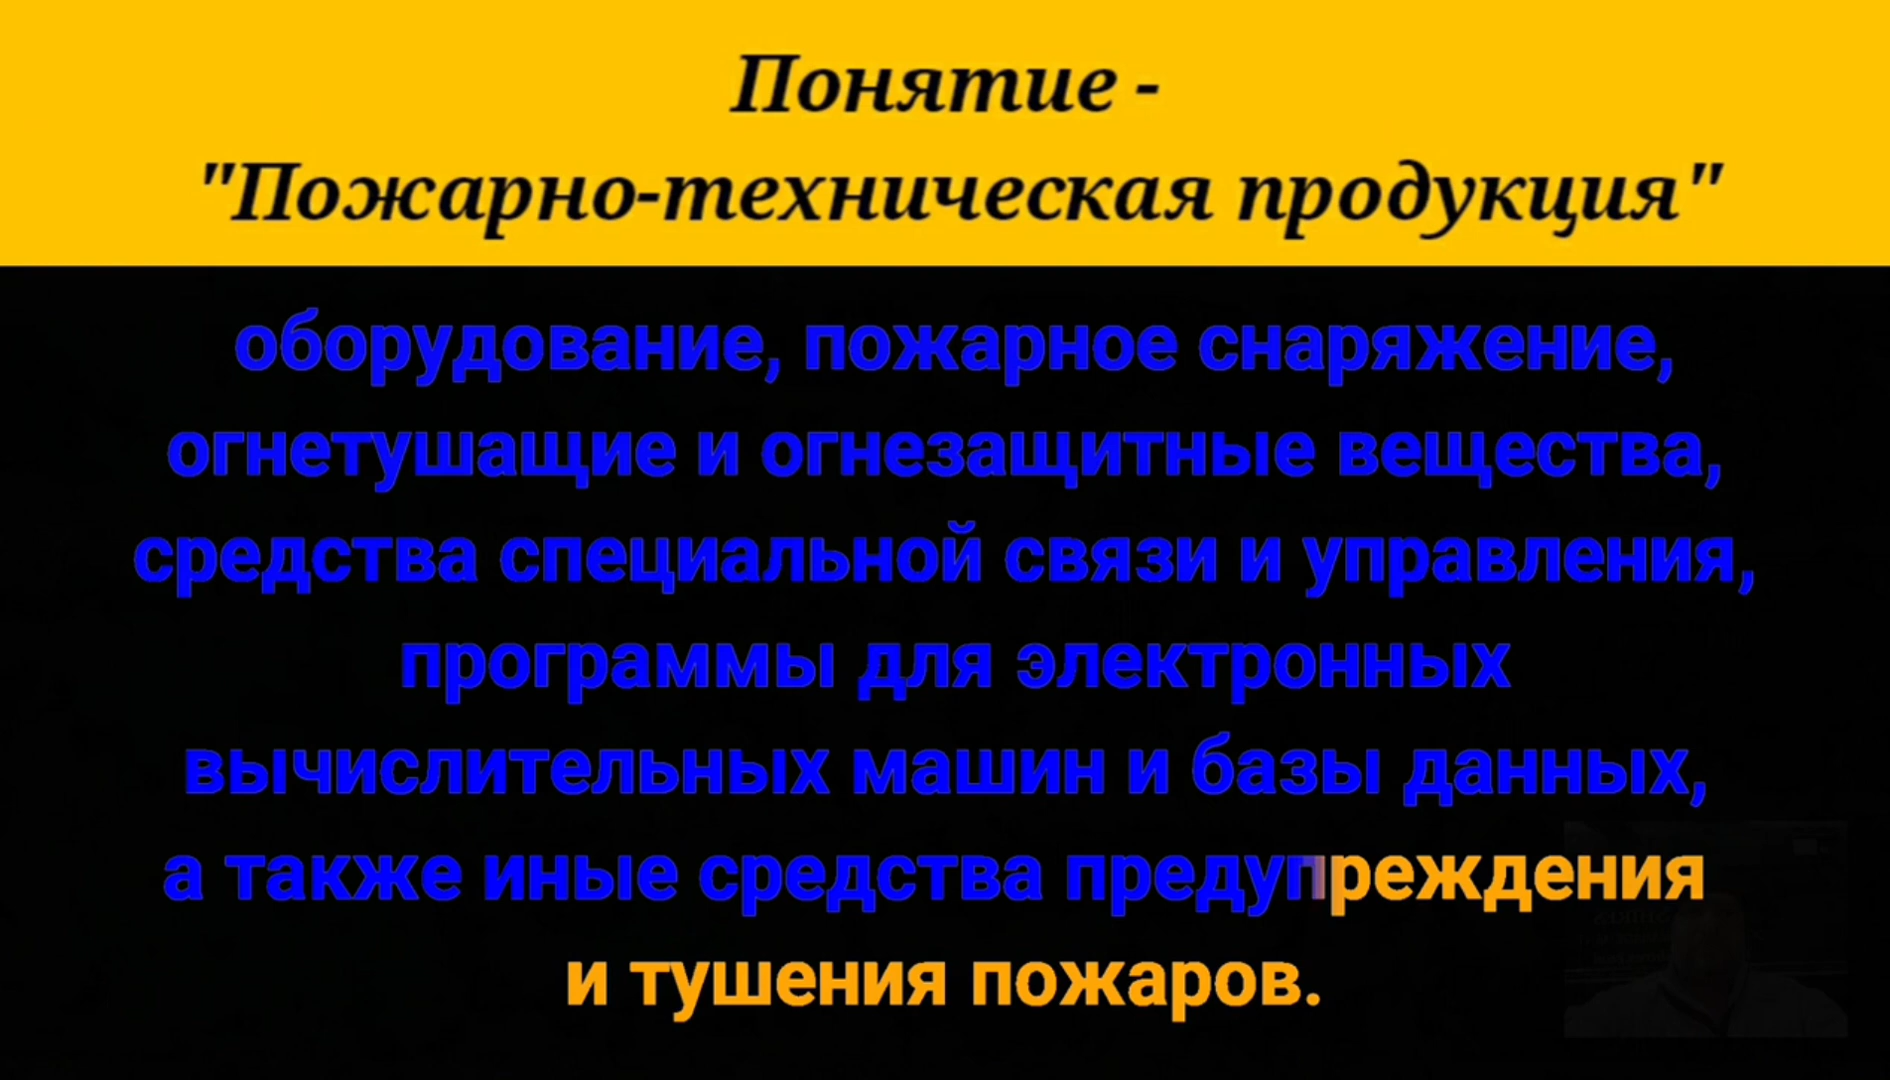 Понятие -
"Пожарно-техническая продукция"
оборудование, пожарное снаряжение,
огнетушащие и огнезащитные вещества,
средства специальной связи и управления,
программы для электронных
вычислительных машин и базы данных,
а также иные средства предупреждения
и тушения пожаров.